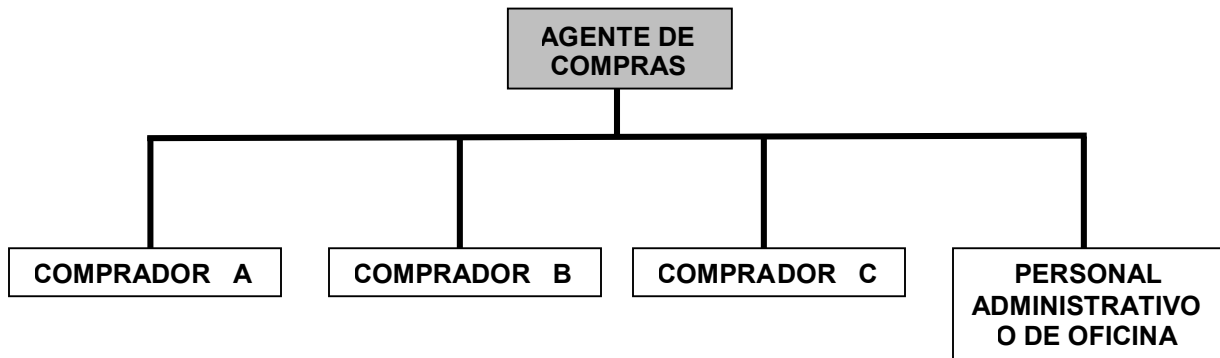 AGENTE DE
COMPRAS
COMPRADOR A
COMPRADOR B
COMPRADOR C
PERSONAL
ADMINISTRATIVO
O DE OFICINA